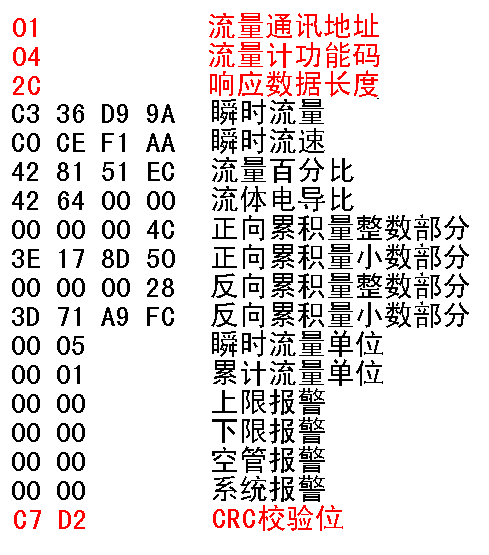 01 流量通讯地址
04 流量计功能码
2C 响应数据长度
C3 36 D9 9A 瞬时流量
C0 CE F1 AA 瞬时流速
42 81 51 EC 流量百分比
42 64 00 00 流体电导比
00 00 00 4C 正向累积量整数部分
3E 17 8D 50 正向累积量小数部分
00 00 00 28 反向累积量整数部分
3D 71 A9 FC 反向累积量小数部分
00 05 瞬时流量单位
00 01 累计流量单位
00 00 上限报警
00 00 下限报警
00 00 空管报警
00 00 系统报警
C7 D2 CRC校验位